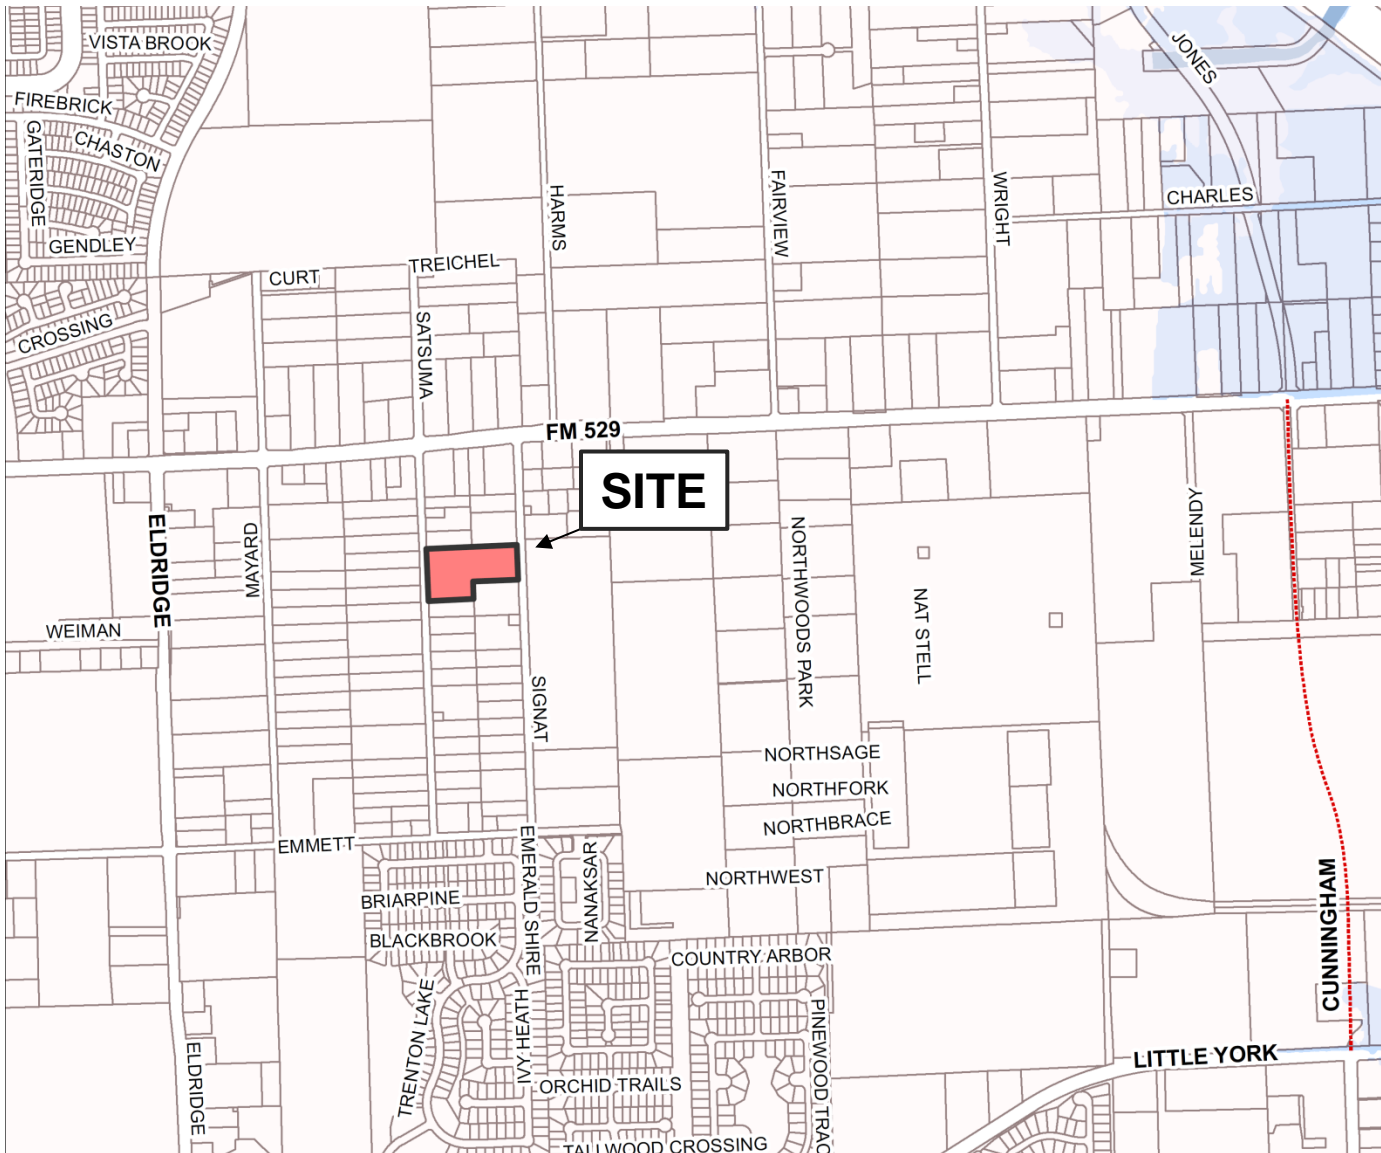 VISTA BROOK
JONES
FIREBRICK
GATERIDGE
CHASTON
HARMS
FAIRVIEW
WRIGHT
CHARLES
GENDLEY
CURT
TREICHEL
CROSSING
SATSUMA
FM 529
SITE
ELDRIDGE
MAYARD
NORTHWOODS PARK
MELENDY
NAT STELL
WEIMAN
SIGNAT
NORTHSAGE
NORTHFORK
NORTHBRACE
EMMETT
EMERALD SHIRE
NANAKSAR
NORTHWEST
CUNNINGHAM
BRIARPINE
BLACKBROOK
COUNTRY ARBOR
TRENTON LAKE
IVY HEATH
PINEWOOD TRAC
ELDRIDGE
LITTLE YORK
ORCHID TRAILS
TALLWOOD CROSSING